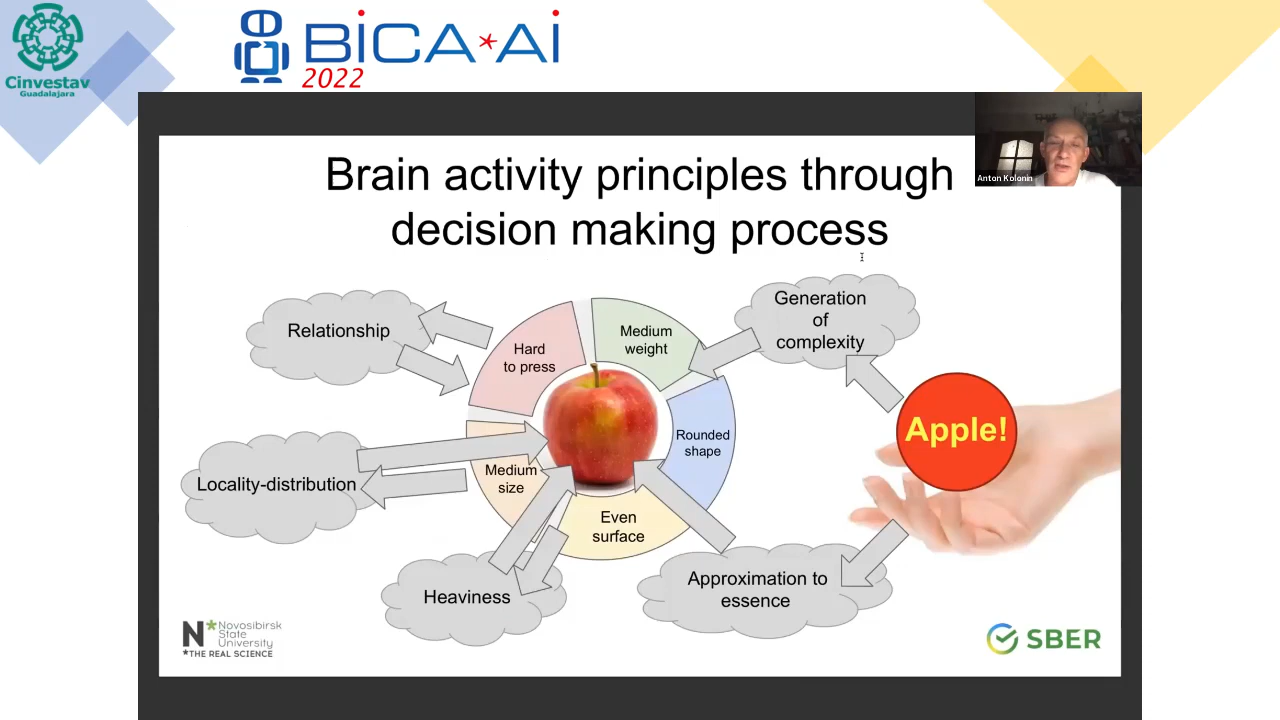 Cinvestav
Guadalajara
BiCA*Ai
2022
Anton Kolonin
Brain activity principles through
decision making process
Relationship
Hard
to press
Medium
weight
Generation
of
complexity
Rounded
shape
Apple!
Locality-distribution
Medium
size
Even
surface
Heaviness
Approximation to
essence
N*
Novosibirsk
State
University
*THE REAL SCIENCE
SBER